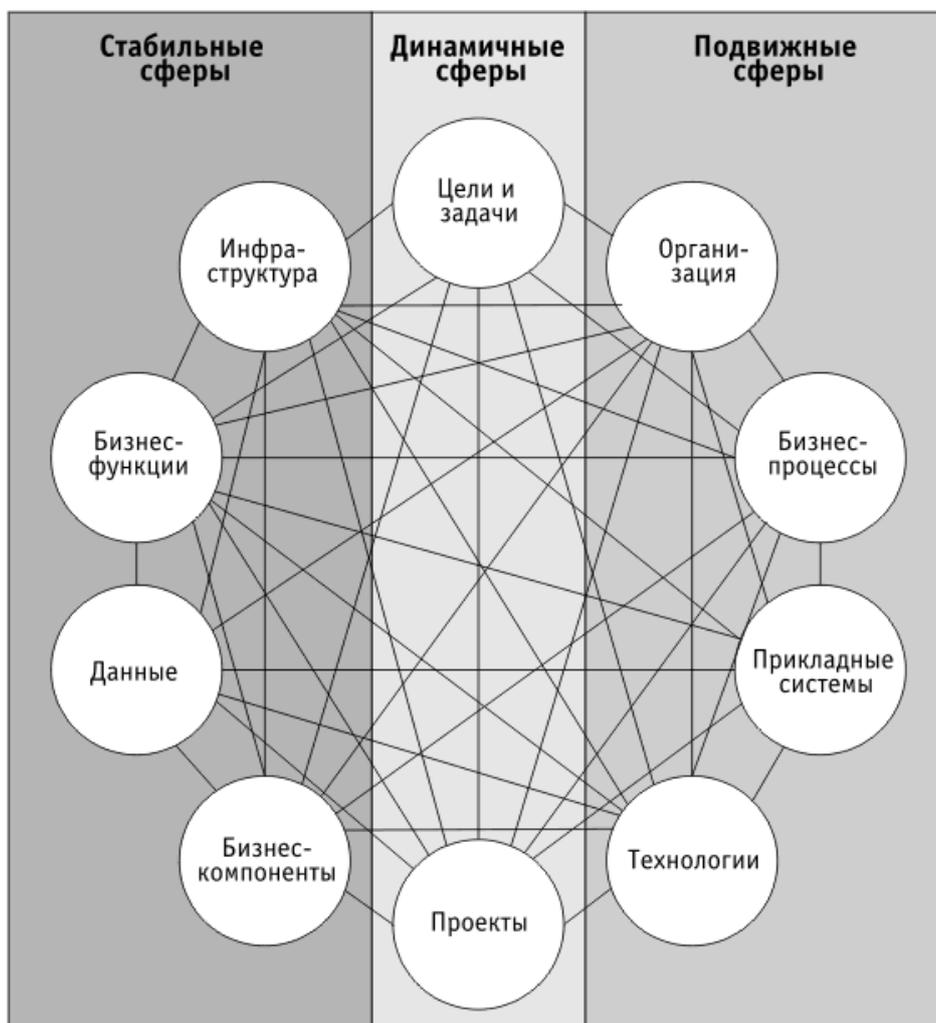 Стабильные
сферы
Динамичные
сферы
Подвижные
сферы
Цели и
задачи
Инфра-
структура
Органи-
зация
Бизнес-
функции
Бизнес-
процессы
Данные
Прикладные
системы
Бизнес-
компоненты
Технологии
Проекты